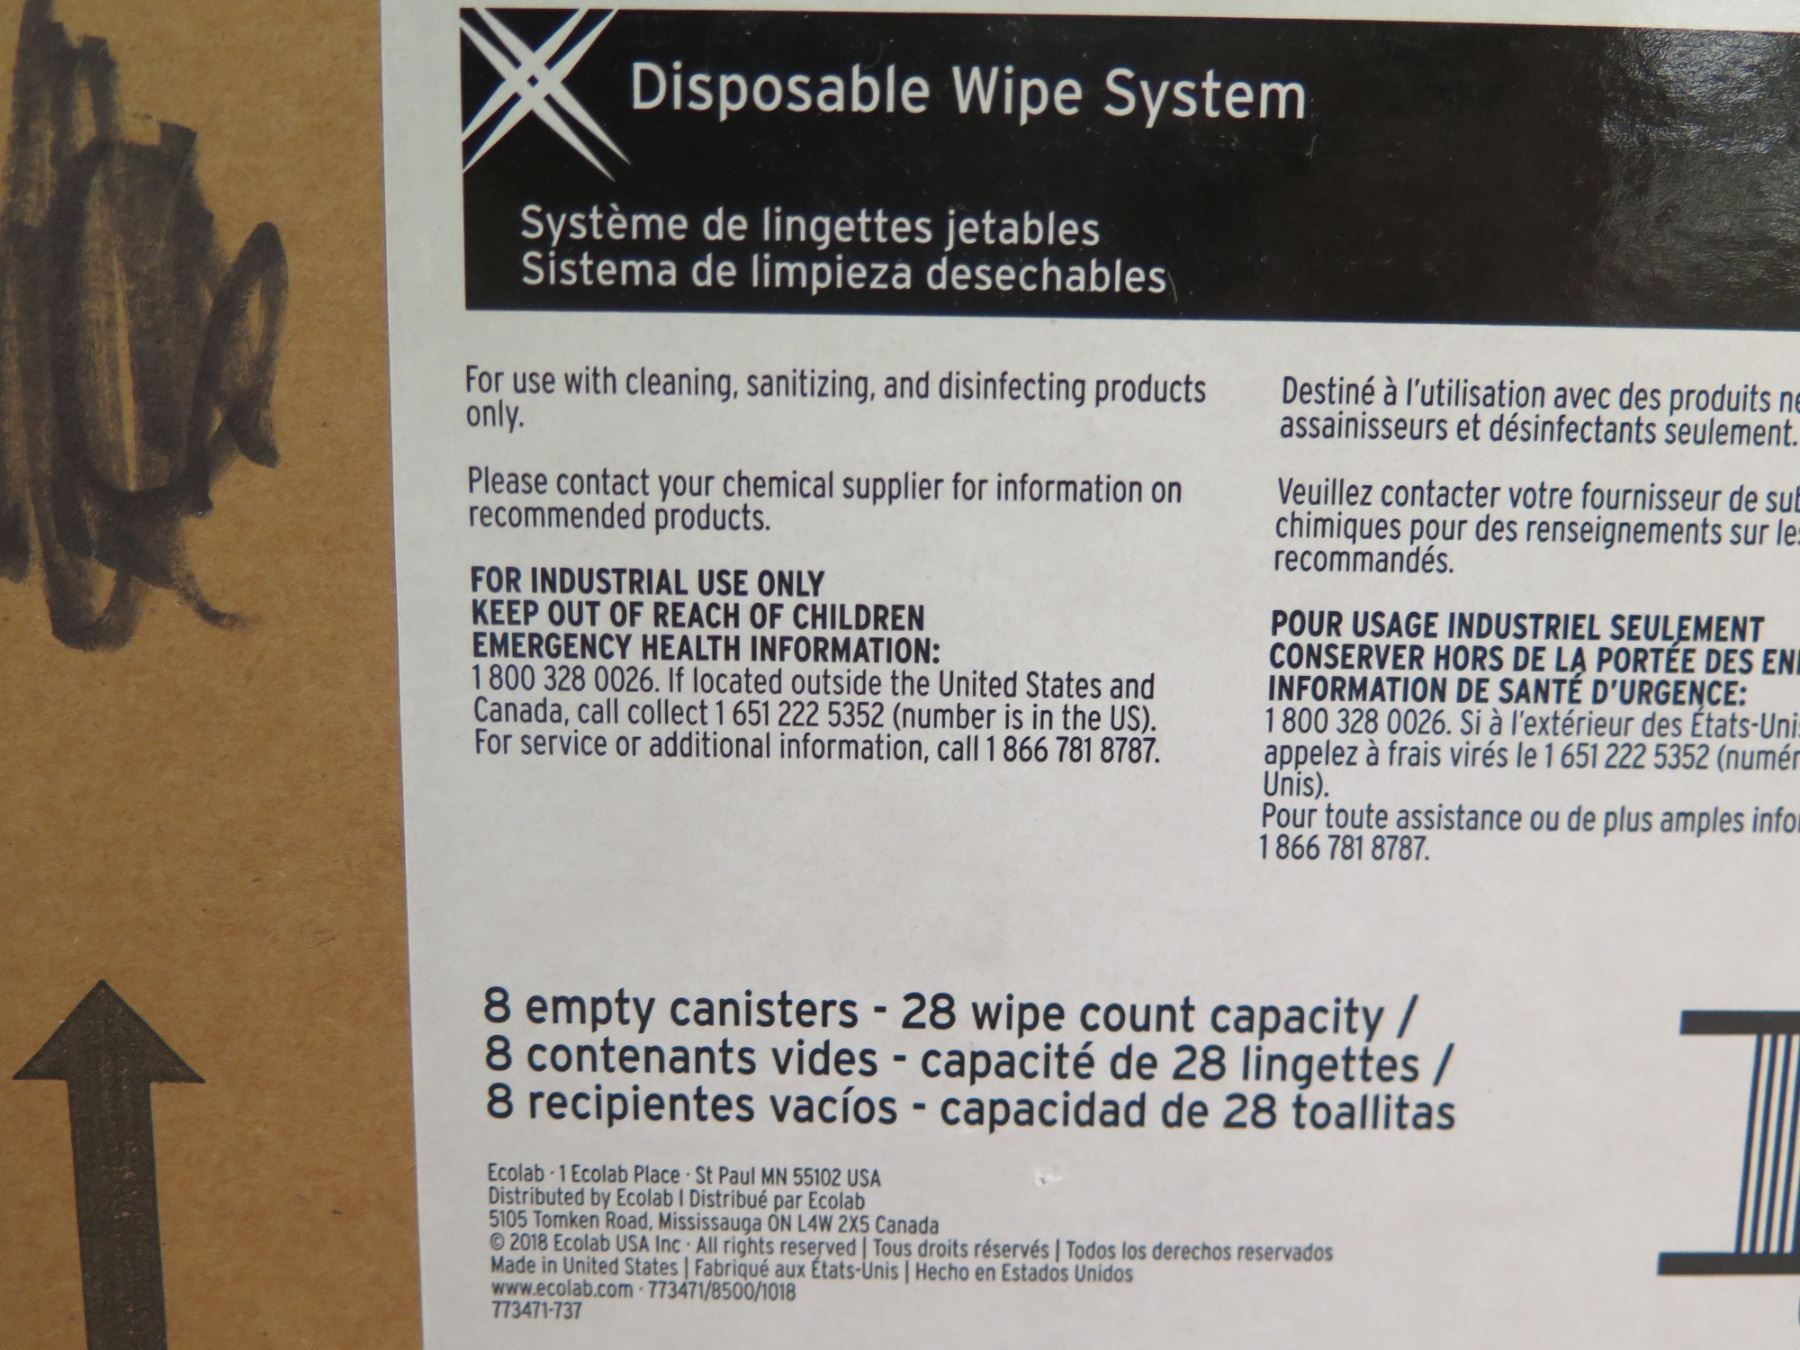 Disposable Wipe System
Système de lingettes jetables
Sistema de limpieza desechables
For use with cleaning, sanitizing, and disinfecting products
only.
Please contact your chemical supplier for information on
recommended products.
FOR INDUSTRIAL USE ONLY
KEEP OUT OF REACH OF CHILDREN
EMERGENCY HEALTH INFORMATION:
1 800 328 0026. If located outside the United States and
Canada, call collect 1 651 222 5352 (number is in the US).
For service or additional information, call 1 866 781 8787.
Destiné à l'utilisation avec des produits
assainisseurs et désinfectants seulement.
Veuillez contacter votre fournisseur de
chimiques pour des renseignements sur
recommandés.
POUR USAGE INDUSTRIEL SEULEMENT
CONSERVER HORS DE LA PORTÉE DES
INFORMATION DE SANTÉ D'URGENCE:
1 800 328 0026. Si à l'extérieur des
appelez à frais virés le 1 651 222 5352
Unis).
Pour toute assistance ou de plus amples
1 866 781 8787.
8 empty canisters - 28 wipe count capacity /
8 contenants vides - capacité de 28 lingettes /
8 recipientes vacíos - capacidad de 28 toallitas
Ecolab · 1 Ecolab Place · St Paul MN 55102 USA
Distributed by Ecolab | Distribué par Ecolab
5105 Tomken Road, Mississauga ON L4W 2X5 Canada
© 2018 Ecolab USA Inc · All rights reserved | Tous droits réservés | Todos los derechos reservados
Made in United States | Fabriqué aux États-Unis | Hecho en Estados Unidos
www.ecolab.com · 773471/8500/1018
773471-737